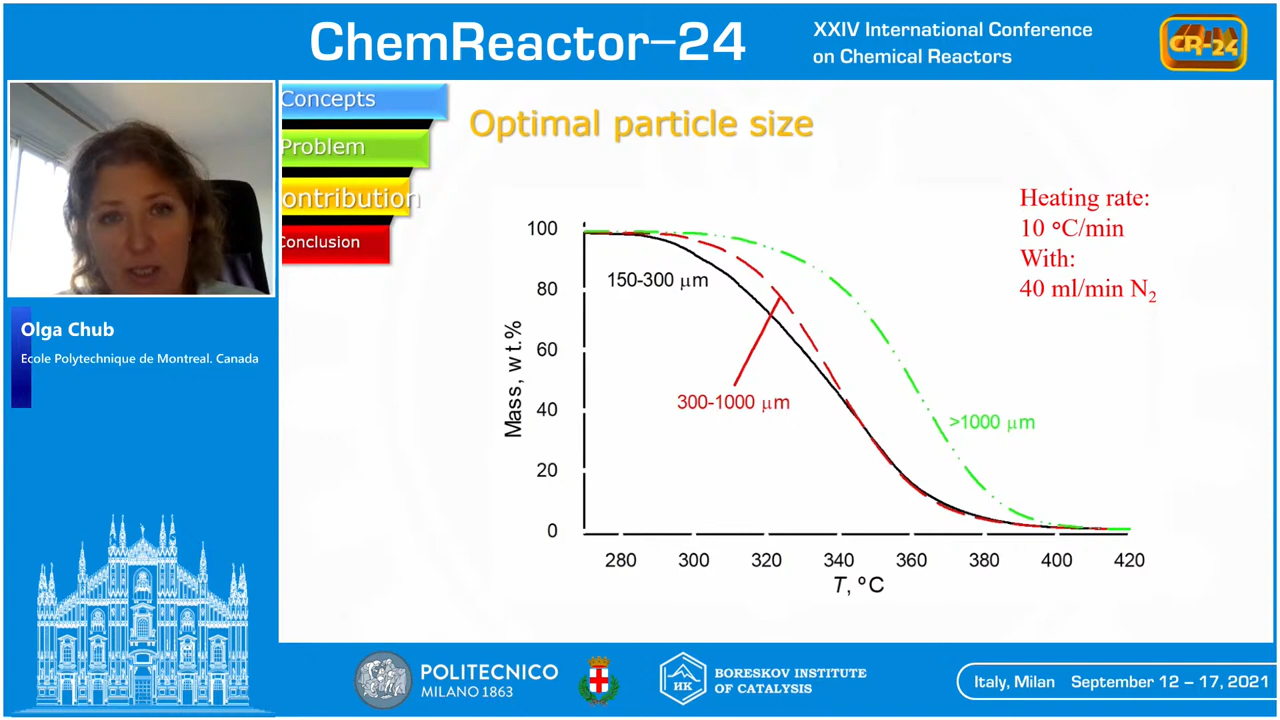 ChemReactor–24
XXIV International Conference
on Chemical Reactors
CR-24
Concepts
Problem
ontribution
Conclusion
Optimal particle size
Heating rate:
10 °C/min
With:
40 ml/min N2
100
80
60
40
20
0
Mass, wt.%
150-300 μm
300-1000 μm
>1000 μm
280 300 320 340 360 380 400 420
T, °C
Olga Chub
Ecole Polytechnique de Montreal. Canada
POLITECNICO
MILANO 1863
НК
BORESKOV INSTITUTE
OF CATALYSIS
Italy, Milan September 12 – 17, 2021